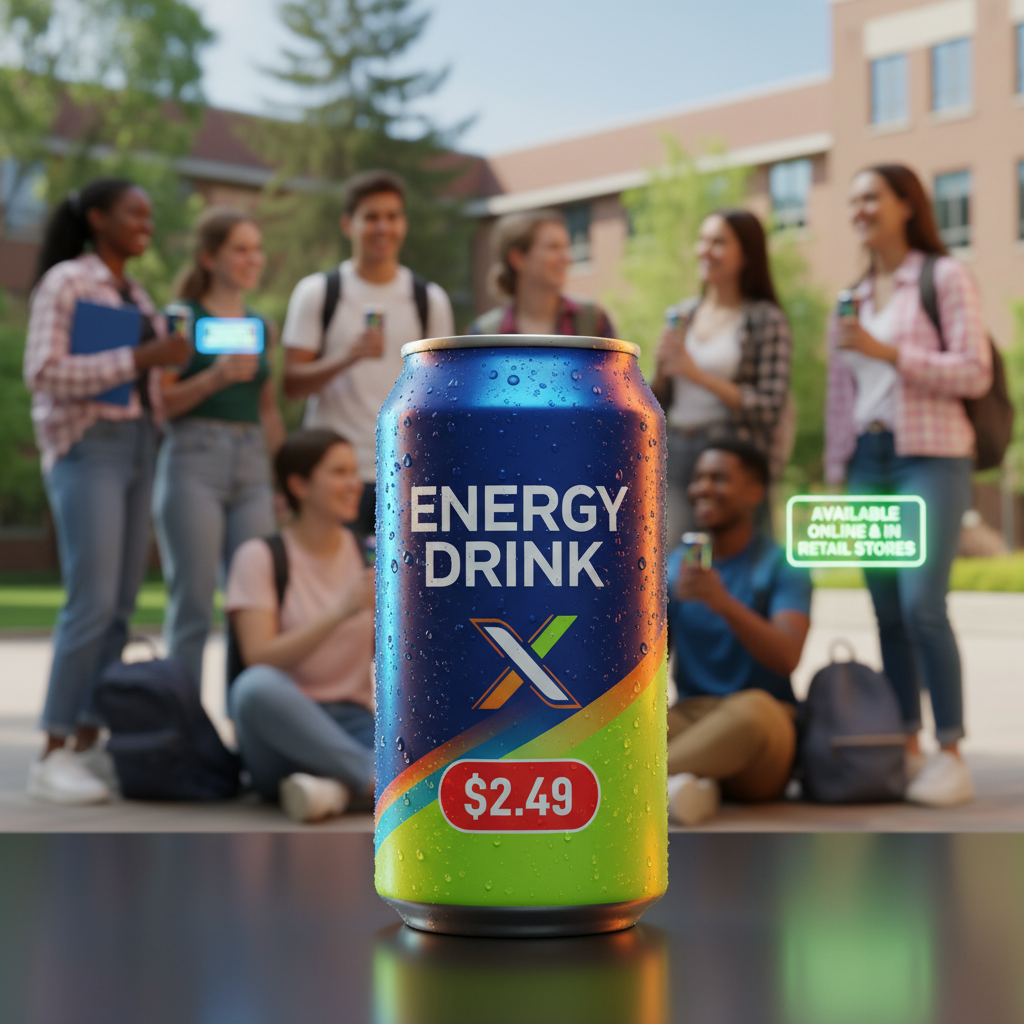 ENERGY
DRINK
X
$2.49
AVAILABLE
ONLINE & IN
RETAIL STORES